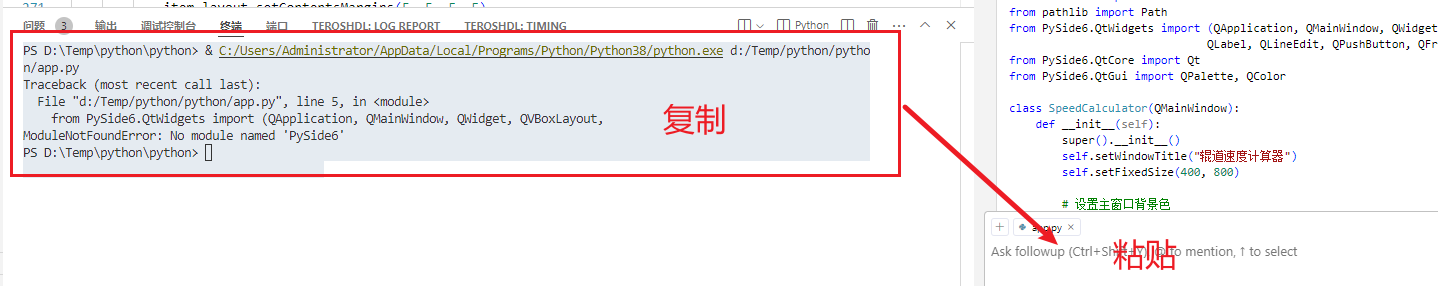 271
item.layout.setContentsMargins(5, 5, 5, 5)
问题 3 输出 调试控制台 终端 端口 TEROSHDL: LOG REPORT TEROSHDL: TIMING Python
PS D:\Temp\python\python> & C:/Users/Administrator/AppData/Local/Programs/Python/Python38/python.exe d:/Temp/python/pytho
n/app.py
Traceback (most recent call last):
File "d:/Temp/python/python/app.py", line 5, in <module>
from PySide6.QtWidgets import (QApplication, QMainWindow, QWidget, QVBoxLayout,
ModuleNotFoundError: No module named 'PySide6'
PS D:\Temp\python\python>
复制
from pathlib import Path
from PySide6.QtWidgets import (QApplication, QMainWindow, QWidget
QLabel, QLineEdit, QPushButton, QFr
from PySide6.QtCore import Qt
from PySide6.QtGui import QPalette, QColor
class SpeedCalculator(QMainWindow):
def __init__(self):
super().__init__()
self.setWindowTitle("辊道速度计算器")
self.setFixedSize(400, 800)
# 设置主窗口背景色
+ app.py ×
Ask followup (Ctrl+Shift+Y), @ to mention, ↑ to select
粘贴